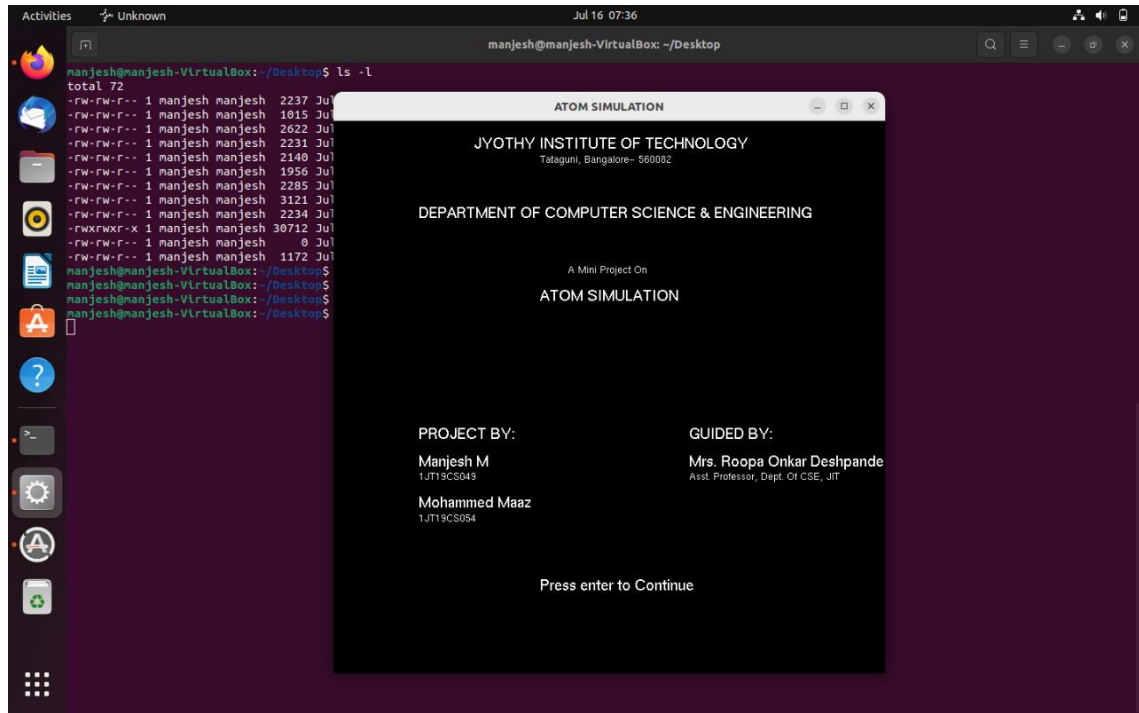 Activities Unknown Jul 16 07:36
manjesh@manjesh-VirtualBox: ~/Desktop
manjesh@manjesh-VirtualBox:~/Desktop$ ls -l
total 72
-rw-rw-r-- 1 manjesh manjesh 2237 Jul
-rw-rw-r-- 1 manjesh manjesh 1015 Jul
-rw-rw-r-- 1 manjesh manjesh 2622 Jul
-rw-rw-r-- 1 manjesh manjesh 2231 Jul
-rw-rw-r-- 1 manjesh manjesh 2140 Jul
-rw-rw-r-- 1 manjesh manjesh 1956 Jul
-rw-rw-r-- 1 manjesh manjesh 2285 Jul
-rw-rw-r-- 1 manjesh manjesh 3121 Jul
-rw-rw-r-- 1 manjesh manjesh 2234 Jul
-rwxrwxr-x 1 manjesh manjesh 30712 Jul
-rw-rw-r-- 1 manjesh manjesh 0 Jul
-rw-rw-r-- 1 manjesh manjesh 1172 Jul
manjesh@manjesh-VirtualBox:~/Desktop$
manjesh@manjesh-VirtualBox:~/Desktop$
manjesh@manjesh-VirtualBox:~/Desktop$
manjesh@manjesh-VirtualBox:~/Desktop$
ATOM SIMULATION
JYOTHY INSTITUTE OF TECHNOLOGY
Tataguni, Bangalore- 560082
DEPARTMENT OF COMPUTER SCIENCE & ENGINEERING
A Mini Project On
ATOM SIMULATION
PROJECT BY:
Manjesh M
1JT19CS049
Mohammed Maaz
1JT19CS054
GUIDED BY:
Mrs. Roopa Onkar Deshpande
Asst. Professor, Dept. Of CSE, JIT
Press enter to Continue